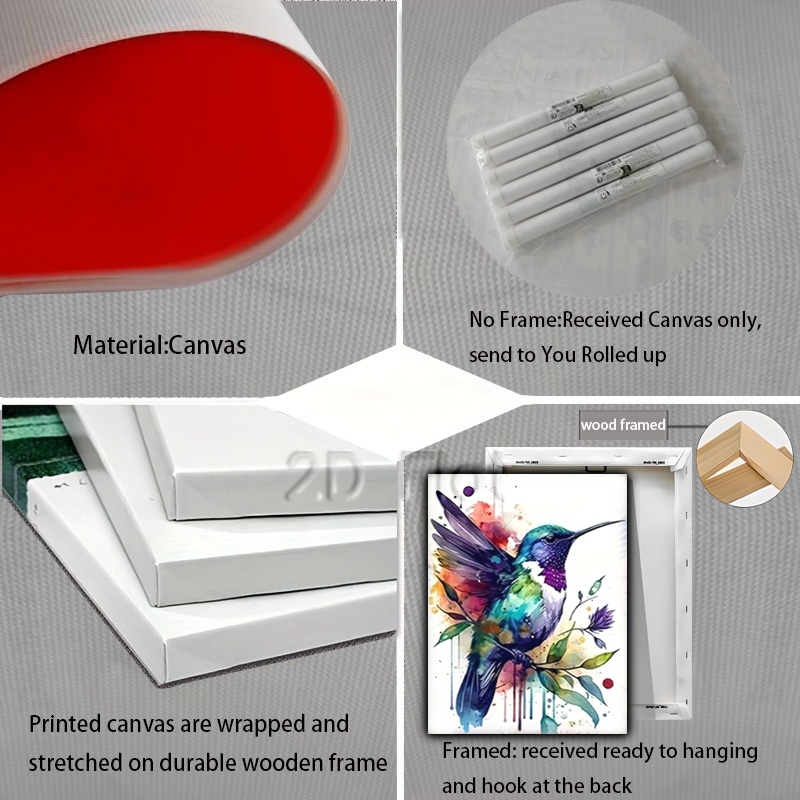 Material:Canvas
No Frame:Received Canvas only,
send to You Rolled up
2.D
wood framed
Printed canvas are wrapped and
stretched on durable wooden frame
Framed: received ready to hanging
and hook at the back